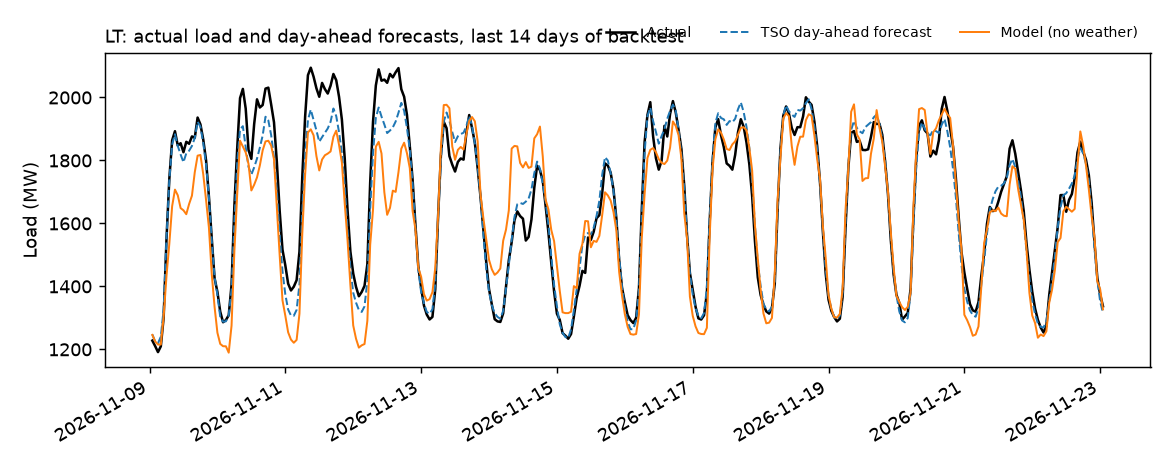 LT: actual load and day-ahead forecasts, last 14 days of backtest
Actual
TSO day-ahead forecast
Model (no weather)
Load (MW)
2000
1800
1600
1400
1200
2026-11-09
2026-11-11
2026-11-13
2026-11-15
2026-11-17
2026-11-19
2026-11-21
2026-11-23